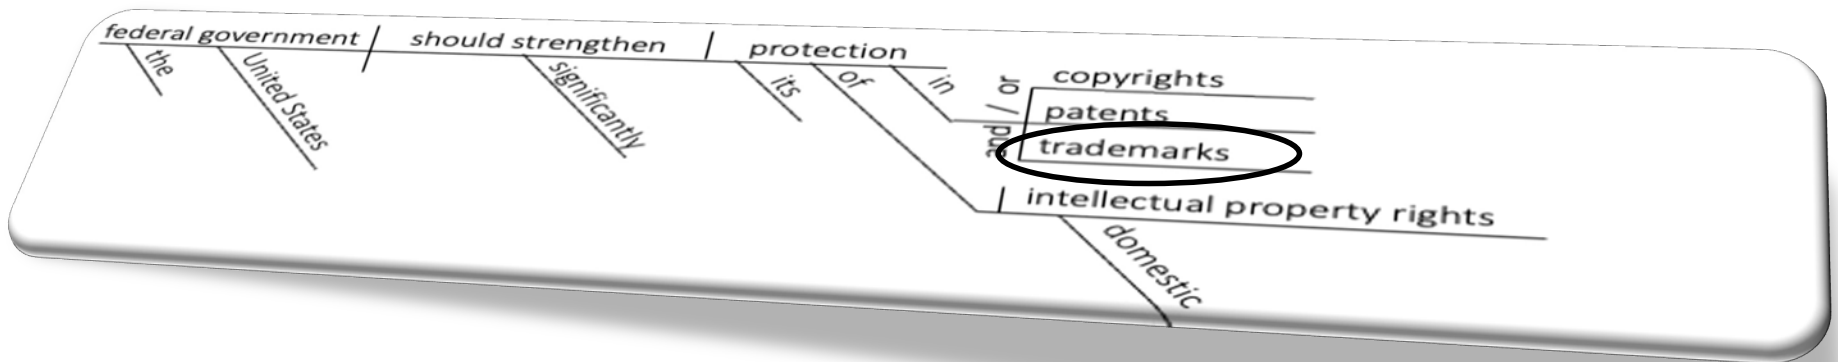 federal government should strengthen protection
the United States significantly its of in
and / or
copyrights
patents
trademarks
intellectual property rights
domestic